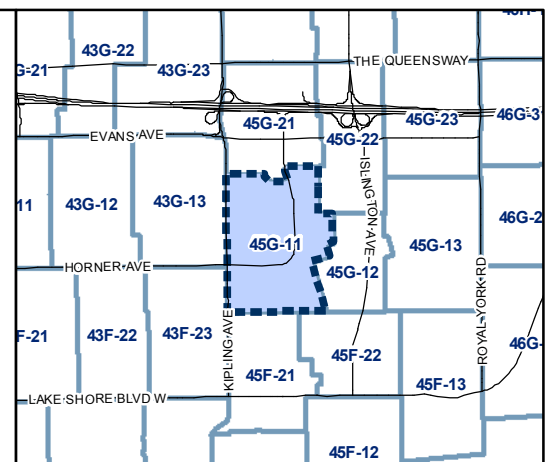 43G-22
THE QUEENSWAY
G-21
43G-23
45G-21
45G-23
46G-3
EVANS AVE
45G-22
ISLINGTON AVE
11
43G-12
43G-13
46G-2
45G-11
45G-13
HORNER AVE
45G-12
ROYAL YORK RD
KIPLING AVE
F-21
43F-22
43F-23
46G-
45F-22
45F-21
45F-13
LAKE SHORE BLVD W
45F-12